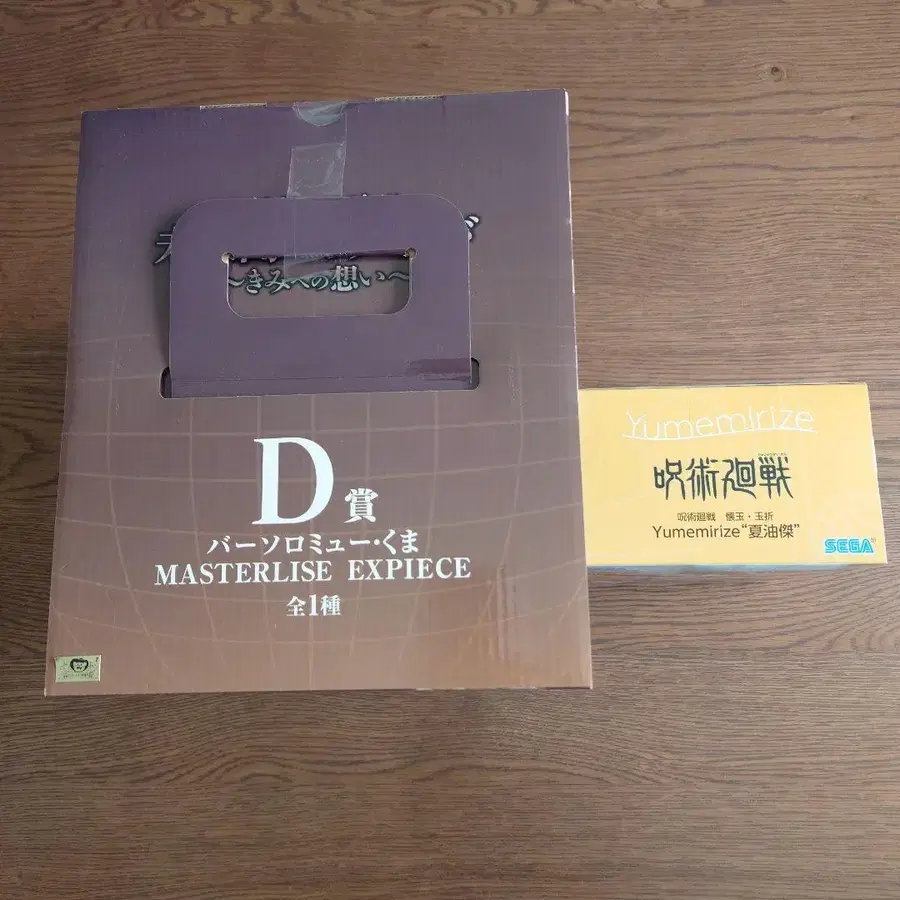 ～きみへの想い～
D賞
バーソロミュー・くま
MASTERLISE EXPIECE
全1種
Yumemirize
呪術廻戦
呪術廻戦 懐玉・玉折
Yumemirize“夏油傑”
SEGA